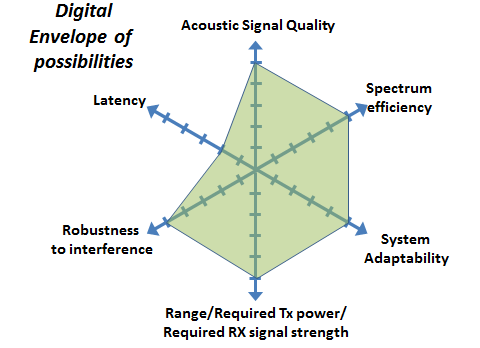 Digital
Envelope of
possibilities
Acoustic Signal Quality
Latency
Spectrum
efficiency
Robustness
to interference
System
Adaptability
Range/Required Tx power/
Required RX signal strength